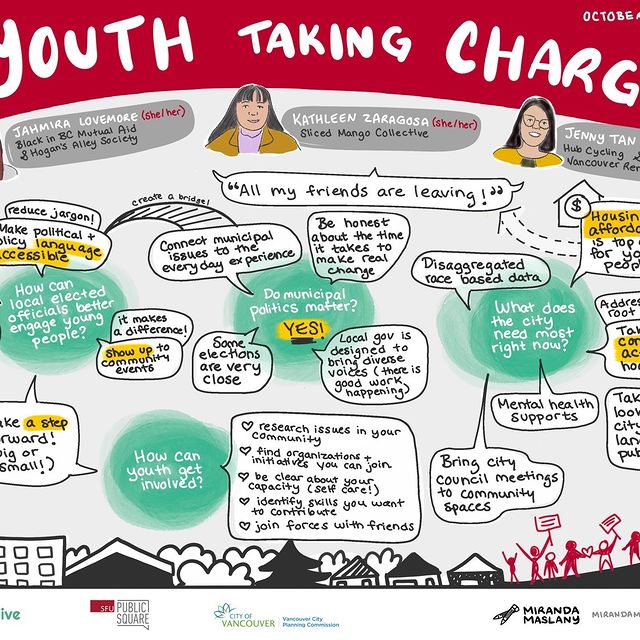 OCTOBER
YOUTH TAKING CHARG
JAHMIRA LOVEMORE (she/her)
Black in BC Mutual Aid
& Hogan's Alley Society
KATHLEEN ZARAGOSA (she/her)
Sliced Mango Collective
JENNY TAN
Hub Cycling
Vancouver Ren
"All my friends are leaving!"
create a bridge!
reduce jargon!
Make political +
policy language
accessible
Connect municipal
issues to the
everyday experience
Be honest
about the time
it takes to
make real
change
$
Housin
afforda
is top
for yo
people
Disaggregated
race based data
How can
local elected
officials better
engage young
people?
it makes
a difference!
show up to
community
events
Do municipal
politics matter?
YES!
Some
elections
are very
close
Local gov is
designed to
bring diverse
voices (there is
good work
happening)
What does
the city
need most
right now?
Addre
root
Ta
con
ac
ho
Mental health
supports
Tak
loo
city
lan
pub
Bring city
council meetings
to community
spaces
ake a step
orward!
big or
small!)
How can
youth get
involved?
research issues in your
community
find organizations +
initiatives you can join
be clear about your
capacity (self care!)
identify skills you want
to contribute
join forces with friends
ive
SFU PUBLIC
SQUARE
CITY OF
VANCOUVER
Vancouver City
Planning Commission
MIRANDA
MASLANY
MIRANDAM